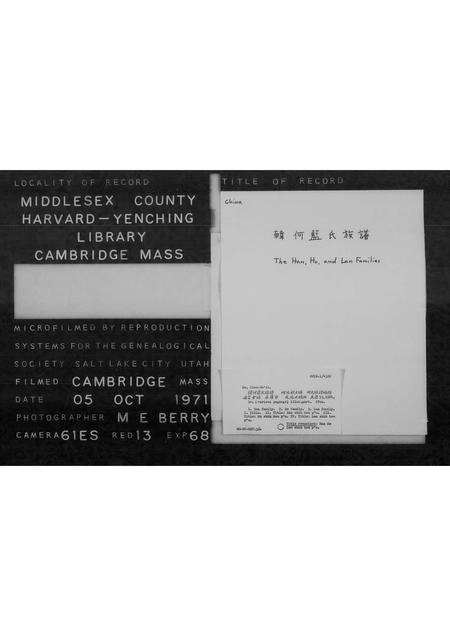 LOCALITY OF RECORD
MIDDLESEX COUNTY
HARVARD—YENCHING
LIBRARY
CAMBRIDGE MASS
MICROFILMED BY REPRODUCTION
SYSTEMS FOR THE GENEALOGICAL
SOCIETY SALT LAKE CITY UTAH
FILMED CAMBRIDGE MASS
DATE 05 OCT 1971
PHOTOGRAPHER M E BERRY
CAMERA 61ES RED 13 EXP 68
TITLE OF RECORD
China
韓何藍氏族譜
The Han, Ho, and Lan Families